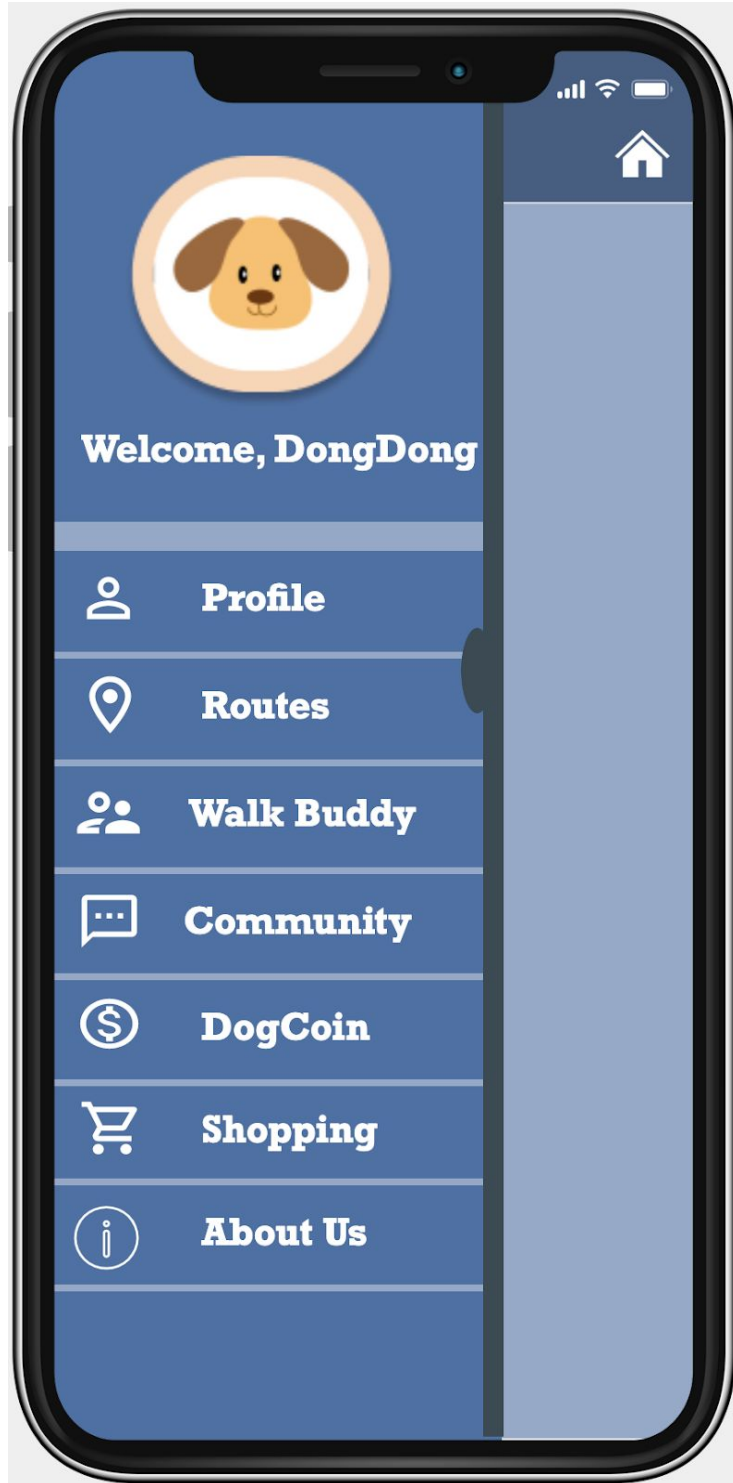 Welcome, DongDong
Profile
Routes
Walk Buddy
Community
DogCoin
Shopping
About Us